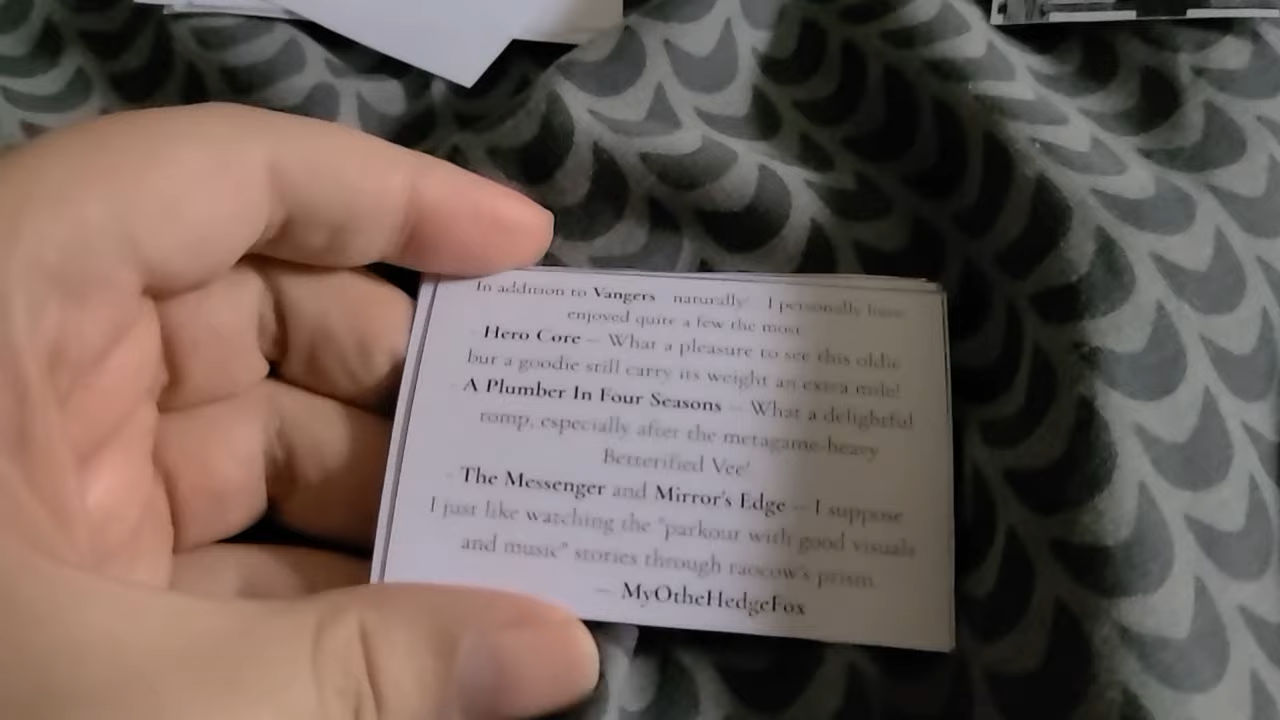 In addition to Vangers naturally I personally have
enjoyed quite a few the most
- Hero Core – What a pleasure to see this oldie
but a goodie still carry its weight an extra mile!
- A Plumber In Four Seasons – What a delightful
romp, especially after the metagame-heavy
Betterified Vee!
- The Messenger and Mirror's Edge – I suppose
I just like watching the "parkour with good visuals
and music" stories through raocow's prism.
– MyOtheHedgeFox